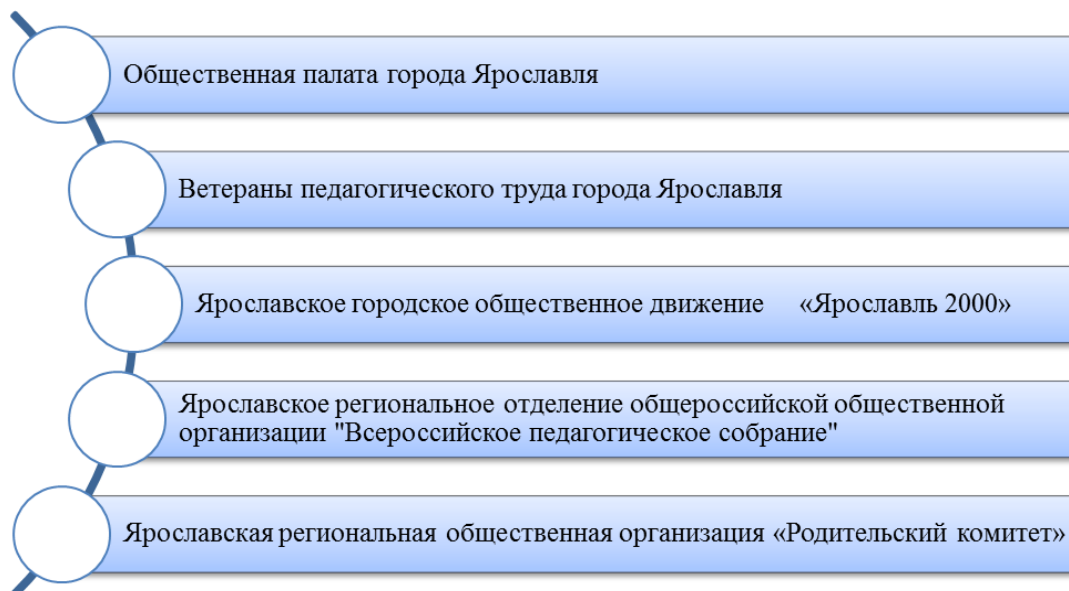 Общественная палата города Ярославля
Ветераны педагогического труда города Ярославля
Ярославское городское общественное движение «Ярославль 2000»
Ярославское региональное отделение общероссийской общественной
организации "Всероссийское педагогическое собрание"
Ярославская региональная общественная организация «Родительский комитет»